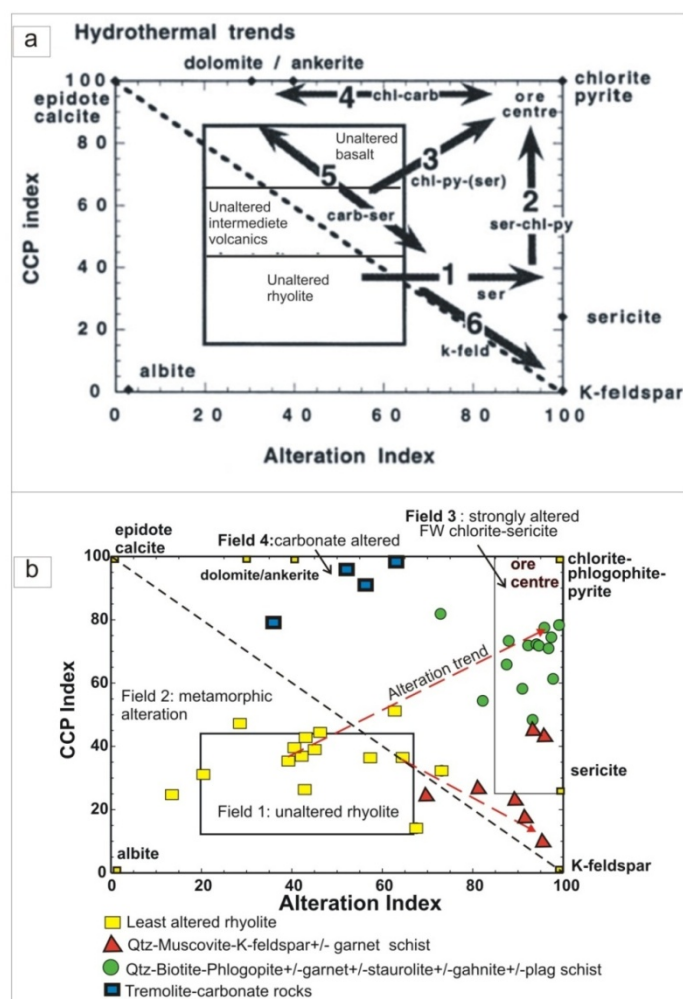 a
Hydrothermal trends
dolomite / ankerite
100
epidote
calcite
chlorite
pyrite
4
chl-carb
ore
centre
Unaltered
basalt
3
chl-py-(ser)
5
carb-ser
2
ser-chl-py
Unaltered
intermediete
volcanics
Unaltered
rhyolite
1
ser
6
k-feld
sericite
albite
K-feldspar
80
60
40
20
0
CCP index
0 20 40 60 80 100
Alteration Index
b
epidote
calcite
Field 4:carbonate altered
Field 3 : strongly altered
FW chlorite-sericite
dolomite/ankerite
ore
centre
chlorite-
phlogophite-
pyrite
Alteration trend
Field 2: metamorphic
alteration
Field 1: unaltered rhyolite
sericite
albite
K-feldspar
100
80
60
40
20
0
CCP Index
20 40 60 80 100
Alteration Index
Least altered rhyolite
Qtz-Muscovite-K-feldspar+/- garnet schist
Qtz-Biotite-Phlogopite+/-garnet+/-staurolite+/-gahnite+/-plag schist
Tremolite-carbonate rocks